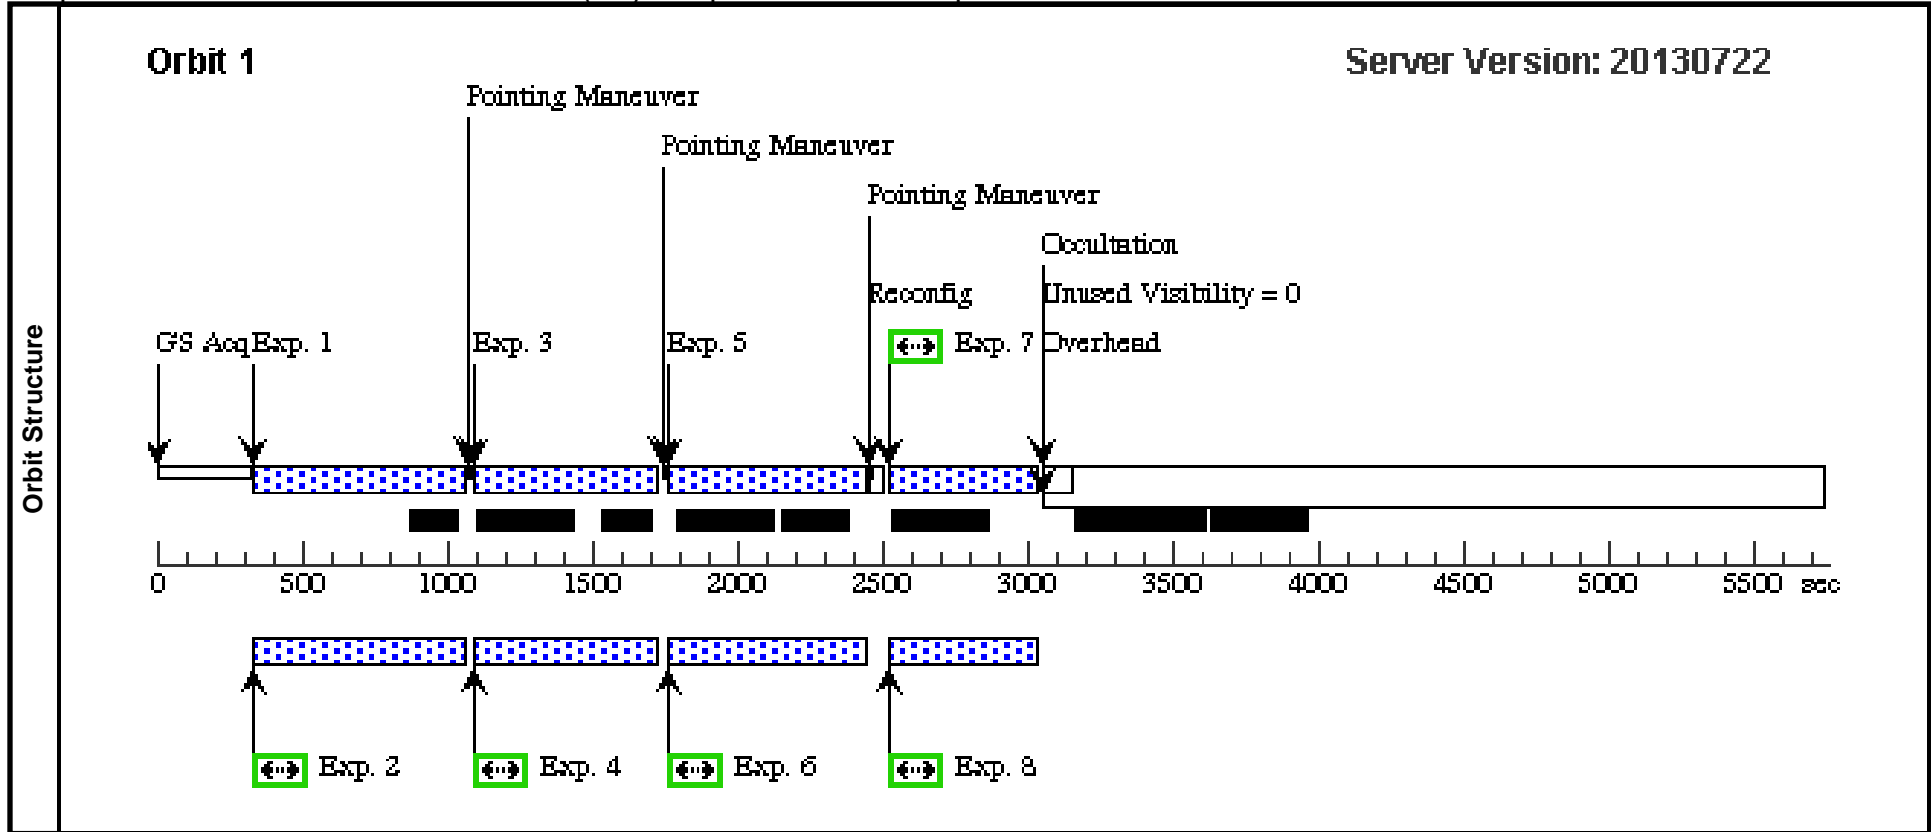 Orbit 1
Server Version: 20130722
Pointing Maneuver
Pointing Maneuver
Pointing Maneuver
Occultation
Reconfig
Unused Visibility = 0
GS Acq
Exp. 1
Exp. 3
Exp. 5
Exp. 7
Overhead
0 500 1000 1500 2000 2500 3000 3500 4000 4500 5000 5500 sec
Exp. 2
Exp. 4
Exp. 6
Exp. 8
Orbit Structure